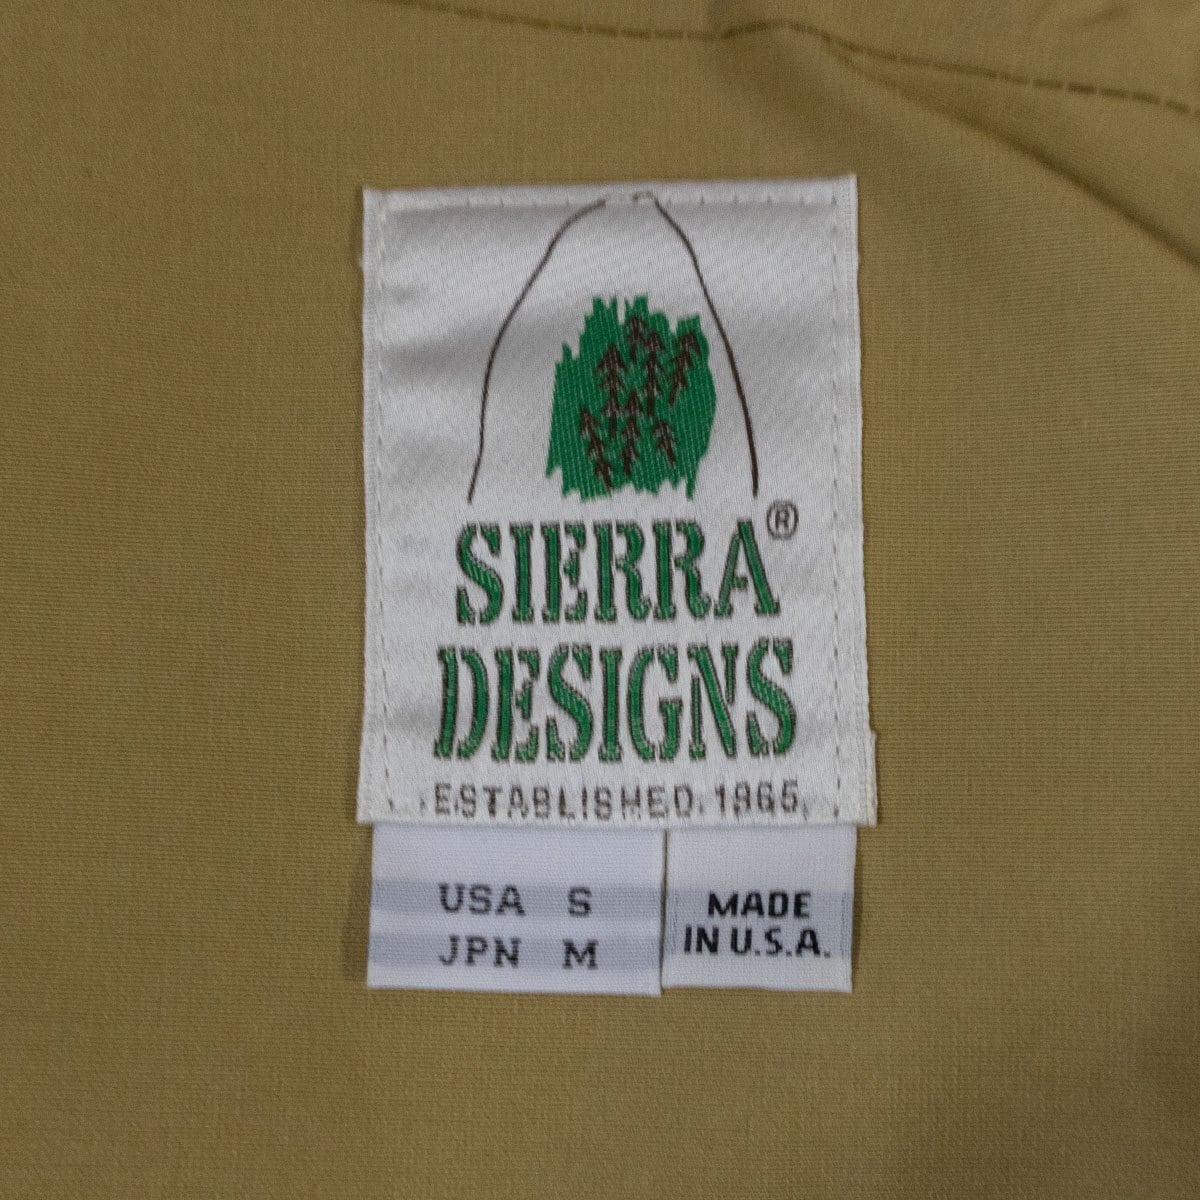 SIERRA®
DESIGNS
ESTABLISHED. 1965.
USA S
JPN M
MADE
IN U.S.A.